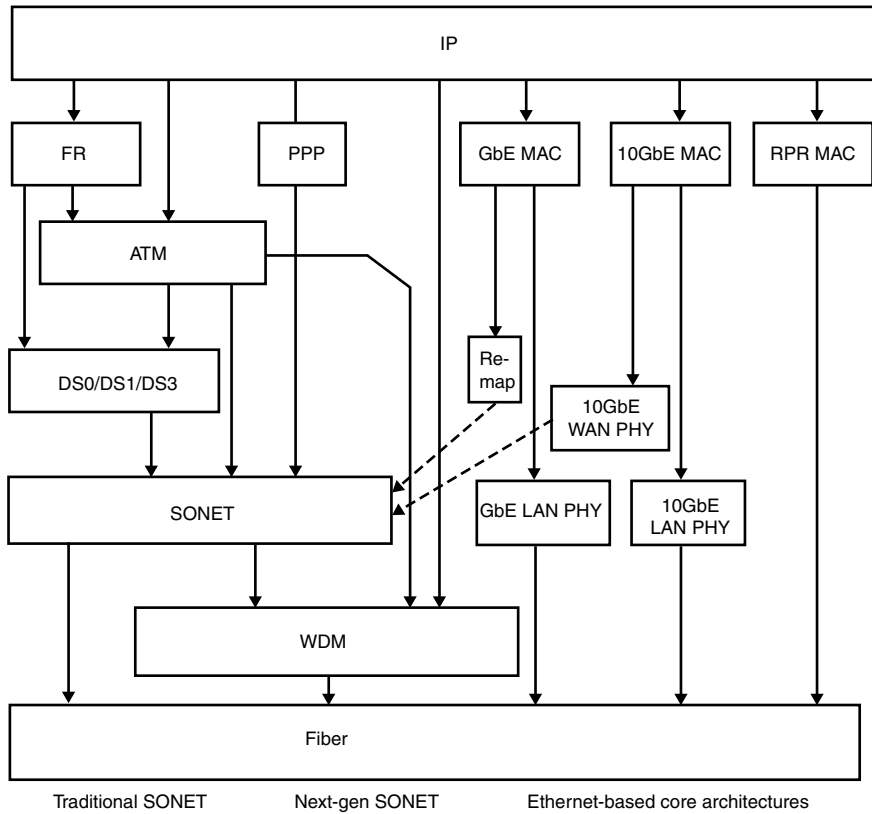 IP
FR
PPP
GbE MAC
10GbE MAC
RPR MAC
ATM
Re-
map
DS0/DS1/DS3
10GbE
WAN PHY
SONET
GbE LAN PHY
10GbE
LAN PHY
WDM
Fiber
Traditional SONET
Next-gen SONET
Ethernet-based core architectures